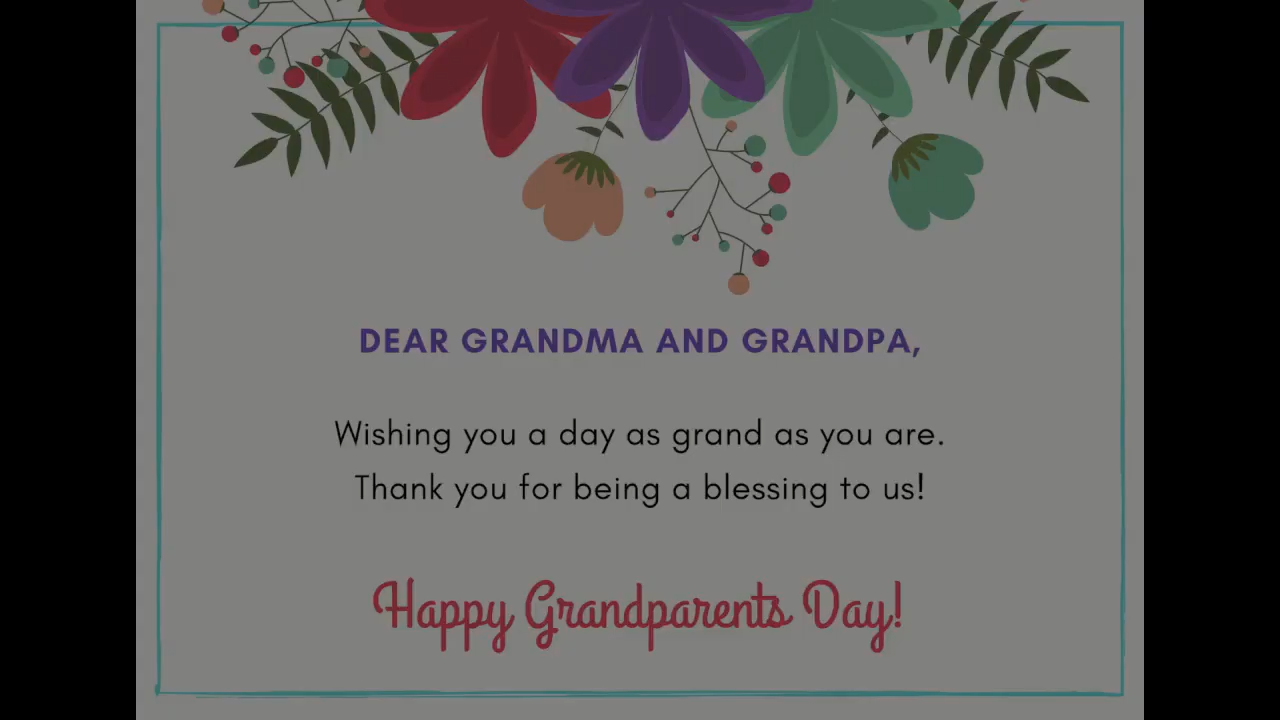 DEAR GRANDMA AND GRANDPA,
Wishing you a day as grand as you are.
Thank you for being a blessing to us!
Happy Grandparents Day!